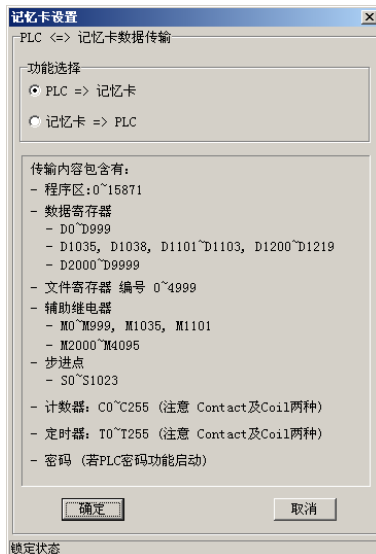 记忆卡设置
PLC <=> 记忆卡数据传输
功能选择
PLC => 记忆卡
记忆卡 => PLC
传输内容包含有:
- 程序区:0~15871
- 数据寄存器
- D0~D999
- D1035, D1038, D1101~D1103, D1200~D1219
- D2000~D9999
- 文件寄存器 编号 0~4999
- 辅助继电器
- M0~M999, M1035, M1101
- M2000~M4095
- 步进点
- S0~S1023
- 计数器: C0~C255 (注意 Contact及Coil两种)
- 定时器: T0~T255 (注意 Contact及Coil两种)
- 密码 (若PLC密码功能启动)
确定 取消
锁定状态